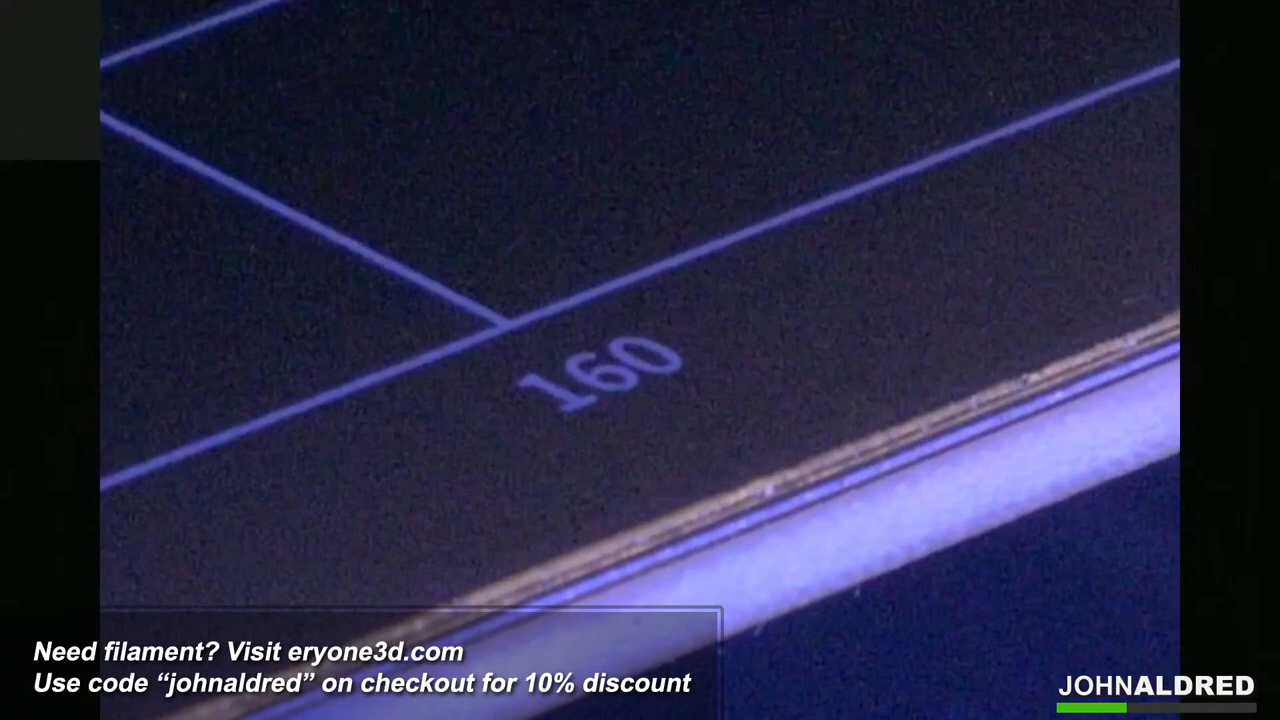 160
Need filament? Visit eryone3d.com
Use code “johnaldred” on checkout for 10% discount
JOHNALDRED